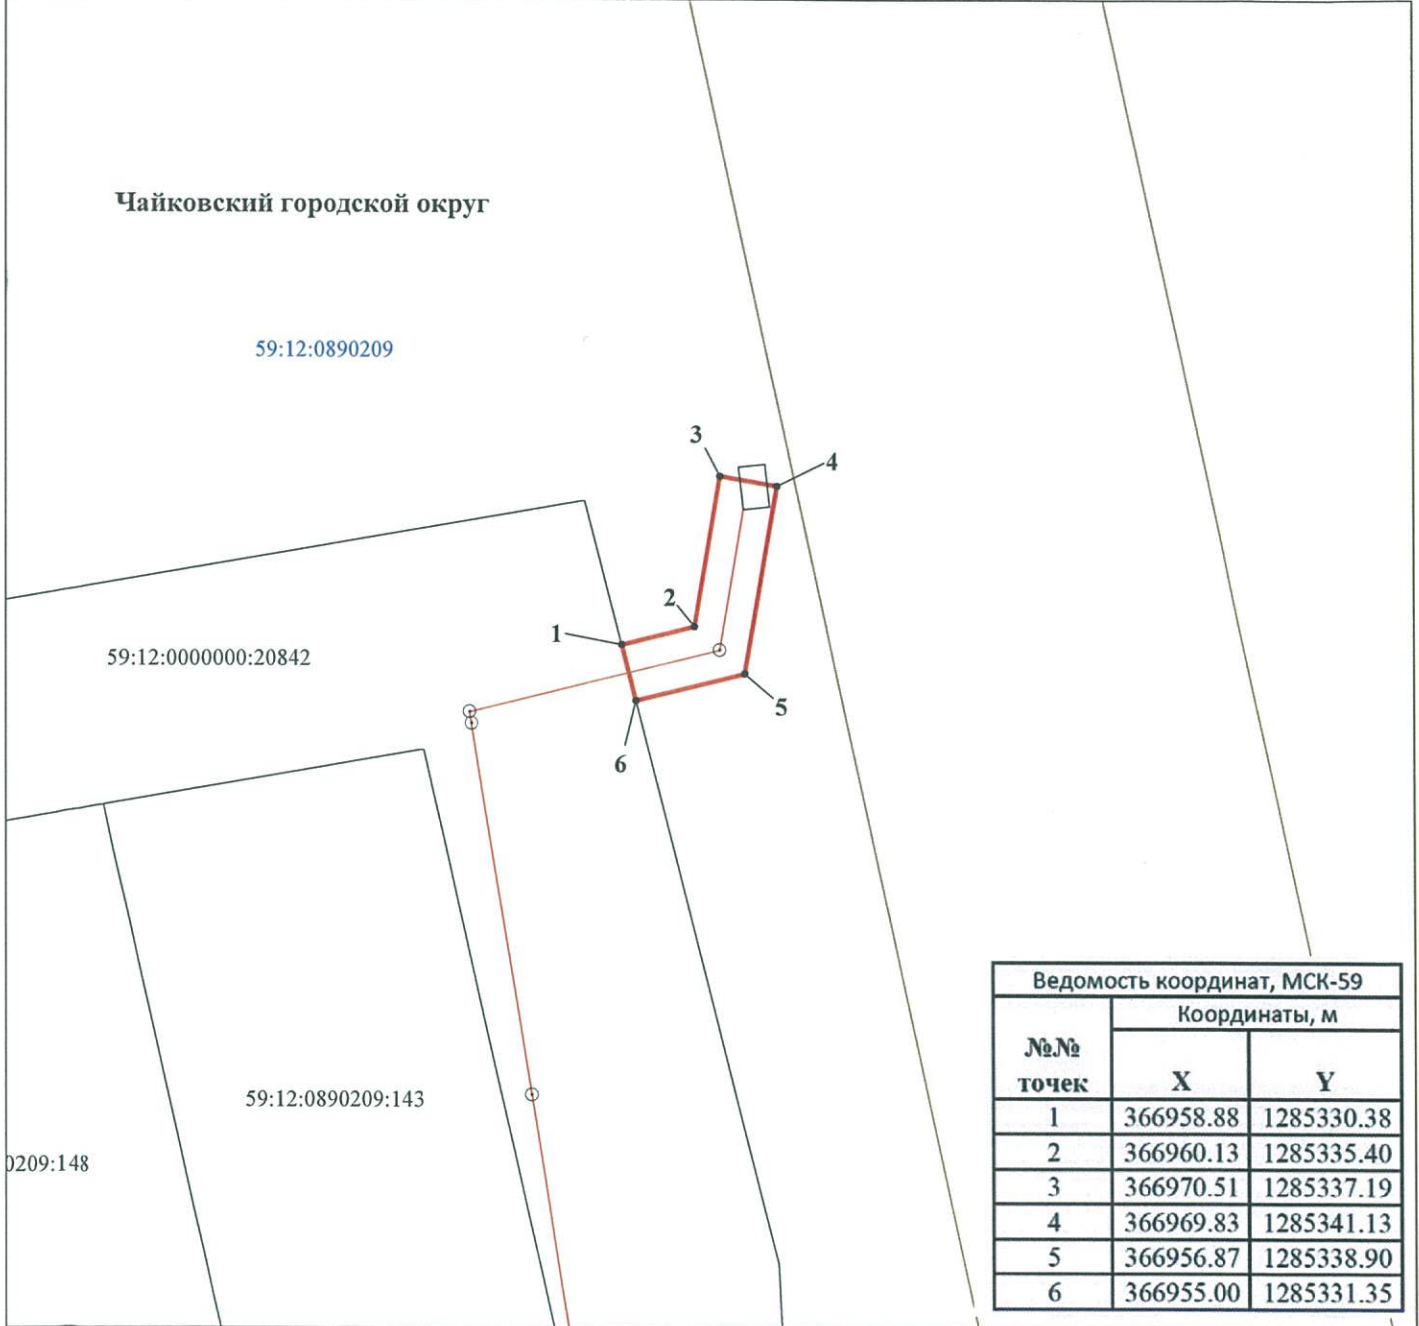 Чайковский городской округ
59:12:0890209
3
4
2
1
59:12:0000000:20842
5
6
59:12:0890209:143
0209:148
Ведомость координат, МСК-59
Координаты, м
№№ точек X Y
1 366958.88 1285330.38
2 366960.13 1285335.40
3 366970.51 1285337.19
4 366969.83 1285341.13
5 366956.87 1285338.90
6 366955.00 1285331.35